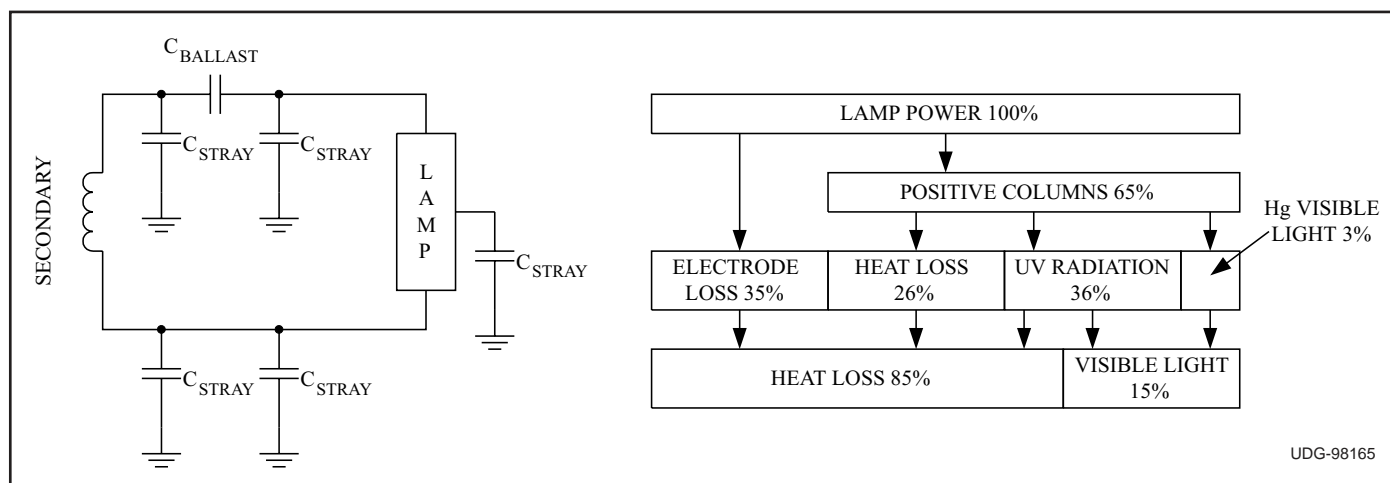 C_BALLAST
C_STRAY
C_STRAY
SECONDARY
LAMP
C_STRAY
C_STRAY
C_STRAY
LAMP POWER 100%
POSITIVE COLUMNS 65%
Hg VISIBLE
LIGHT 3%
ELECTRODE
LOSS 35%
HEAT LOSS
26%
UV RADIATION
36%
HEAT LOSS 85%
VISIBLE LIGHT
15%
UDG-98165